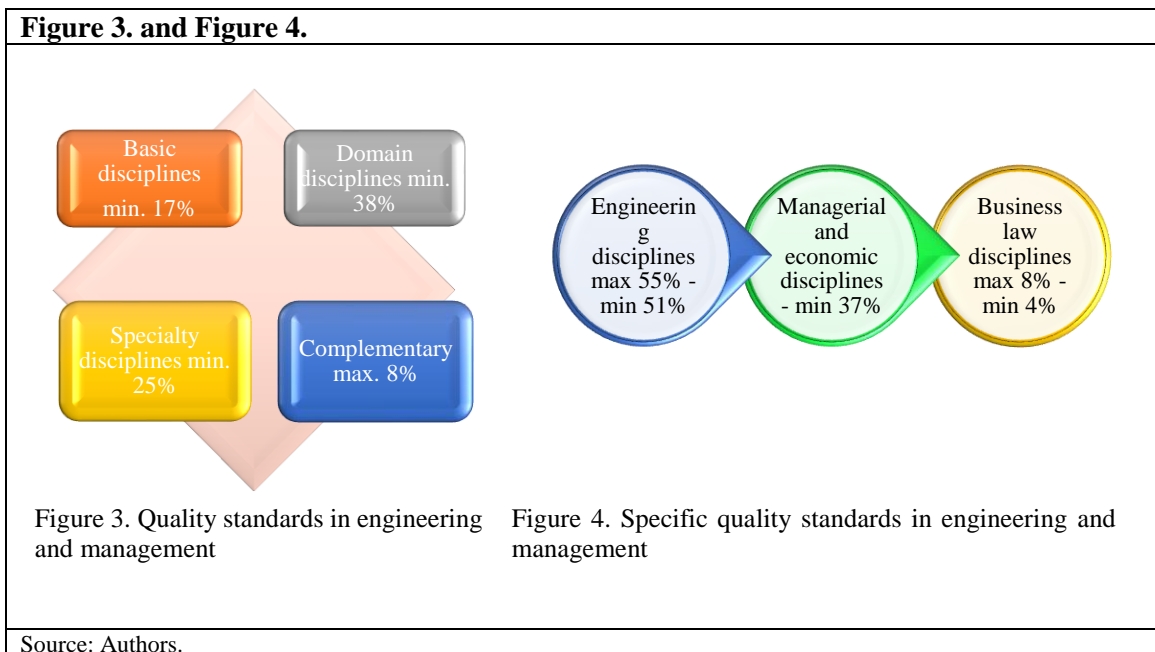 Figure 3. and Figure 4.
Basic
disciplines
min. 17%
Domain
disciplines min.
38%
Specialty
disciplines min.
25%
Complementary
max. 8%
Engineerin
g
disciplines
max 55% -
min 51%
Managerial
and
economic
disciplines
- min 37%
Business
law
disciplines
max 8% -
min 4%
Figure 3. Quality standards in engineering
and management
Figure 4. Specific quality standards in engineering and
management
Source: Authors.